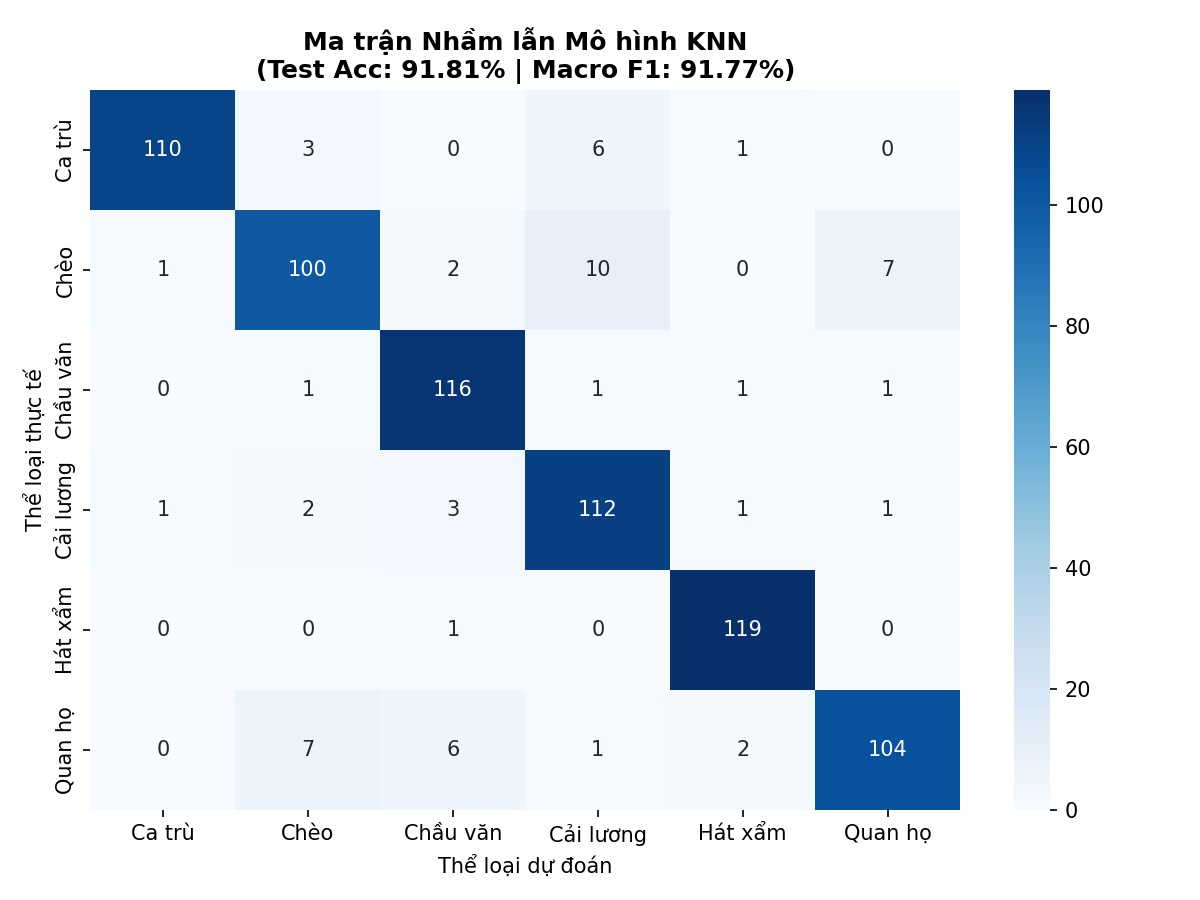 Ma trận Nhầm lẫn Mô hình KNN
(Test Acc: 91.81% | Macro F1: 91.77%)
Thể loại thực tế
Ca trù 110 3 0 6 1 0
Chèo 1 100 2 10 0 7
Chầu văn 0 1 116 1 1 1
Cải lương 1 2 3 112 1 1
Hát xẩm 0 0 1 0 119 0
Quan họ 0 7 6 1 2 104
Ca trù Chèo Chầu văn Cải lương Hát xẩm Quan họ
Thể loại dự đoán
100
80
60
40
20
0